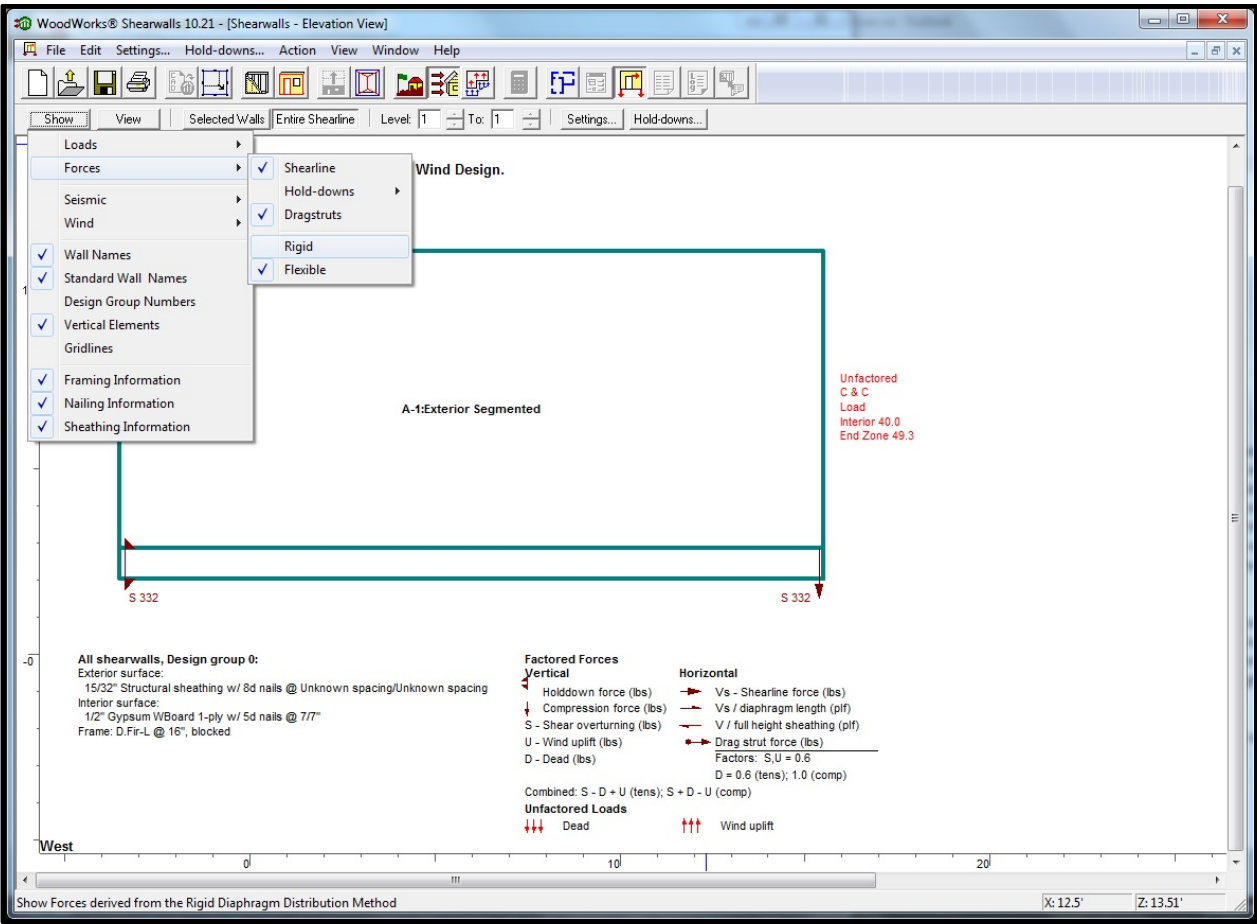 WoodWorks® Shearwalls 10.21 - [Shearwalls - Elevation View]
File Edit Settings... Hold-downs... Action View Window Help
Show View Selected Walls Entire Shearline Level: 1 To: 1 Settings... Hold-downs...
Loads
Forces
Seismic
Wind
Wall Names
Standard Wall Names
Design Group Numbers
Vertical Elements
Gridlines
Framing Information
Nailing Information
Sheathing Information
Shearline
Hold-downs
Dragstruts
Rigid
Flexible
Wind Design.
1
A-1:Exterior Segmented
Unfactored
C & C
Load
Interior 40.0
End Zone 49.3
S 332 S 332
-0
All shearwalls, Design group 0:
Exterior surface:
15/32" Structural sheathing w/ 8d nails @ Unknown spacing/Unknown spacing
Interior surface:
1/2" Gypsum WBoard 1-ply w/ 5d nails @ 7/7"
Frame: D.Fir-L @ 16", blocked
Factored Forces
Vertical Horizontal
Holddown force (lbs) Vs - Shearline force (lbs)
Compression force (lbs) Vs / diaphragm length (plf)
S - Shear overturning (lbs) V / full height sheathing (plf)
U - Wind uplift (lbs) Drag strut force (lbs)
D - Dead (lbs) Factors: S,U = 0.6
D = 0.6 (tens); 1.0 (comp)
Combined: S - D + U (tens); S + D - U (comp)
Unfactored Loads
Dead Wind uplift
West
0 10 20
Show Forces derived from the Rigid Diaphragm Distribution Method X: 12.5' Z: 13.51'